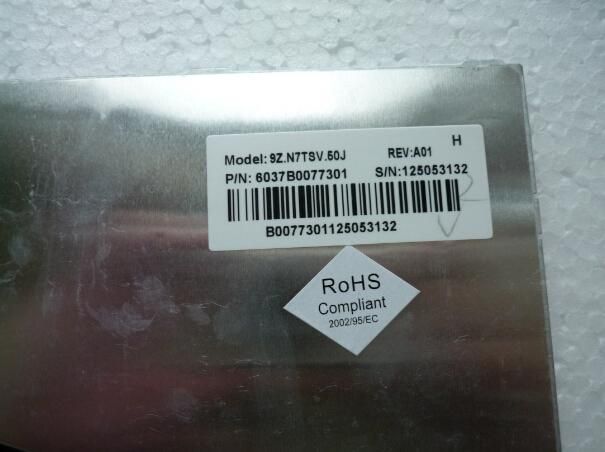 H
Model: 9Z.N7TSV.50J REV:A01
P/N: 6037B0077301 S/N:125053132
B0077301125053132
RoHS
Compliant
2002/95/EC